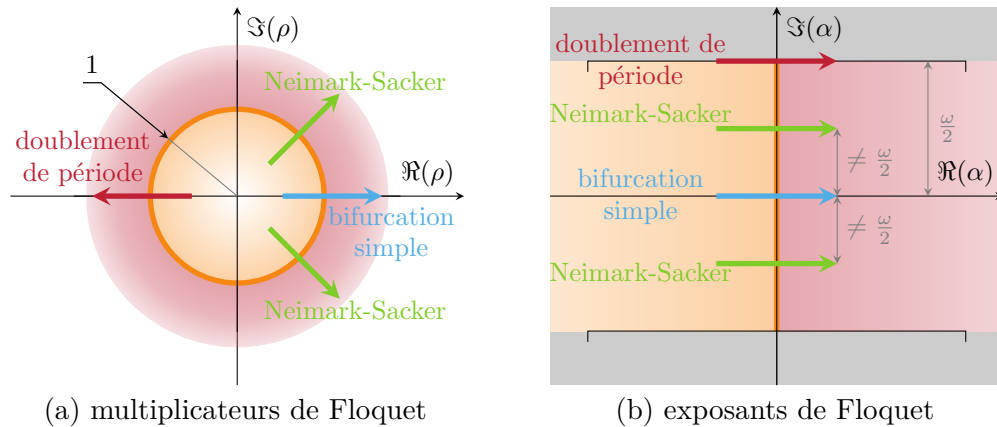 ℑ(ρ)
1
Neimark-Sacker
doublement
de période
ℜ(ρ)
bifurcation
simple
Neimark-Sacker
(a) multiplicateurs de Floquet
ℑ(α)
doublement de
période
Neimark-Sacker
ω/2
≠ ω/2
ℜ(α)
bifurcation
simple
≠ ω/2
Neimark-Sacker
(b) exposants de Floquet